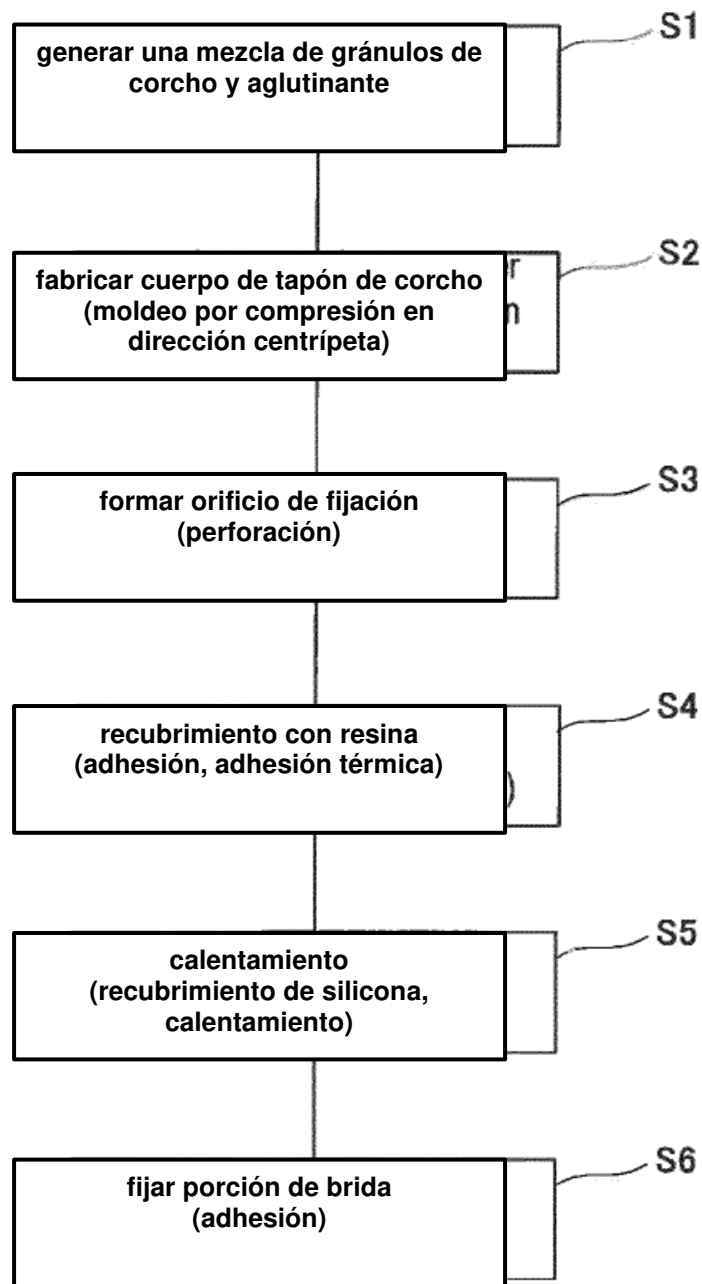 generar una mezcla de gránulos de
corcho y aglutinante
S1
fabricar cuerpo de tapón de corcho
(moldeo por compresión en
dirección centrípeta)
S2
formar orificio de fijación
(perforación)
S3
recubrimiento con resina
(adhesión, adhesión térmica)
S4
calentamiento
(recubrimiento de silicona,
calentamiento)
S5
fijar porción de brida
(adhesión)
S6